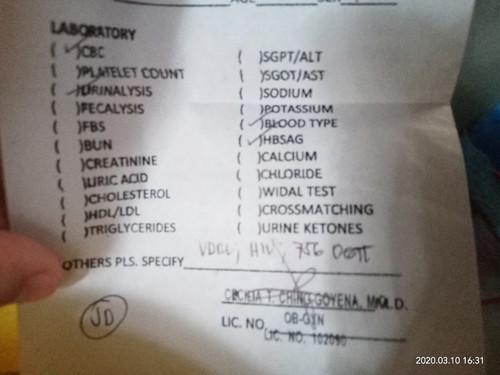 LABORATORY
(✓)CBC
( )PLATELET COUNT
(✓)URINALYSIS
( )FECALYSIS
( )FBS
( )BUN
( )CREATININE
( )URIC ACID
( )CHOLESTEROL
( )HDL/LDL
( )TRIGLYCERIDES
( )SGPT/ALT
( )SGOT/AST
( )SODIUM
( )POTASSIUM
(✓)BLOOD TYPE
(✓)HBSAG
( )CALCIUM
( )CHLORIDE
( )WIDAL TEST
( )CROSSMATCHING
( )URINE KETONES
OTHERS PLS. SPECIFY VDRL, HIV, 75G OGTT
GOYENA, M.D.
LIC. NO. OB-GYN
LIC. NO. 102090
JD
2020.03.10 16:31